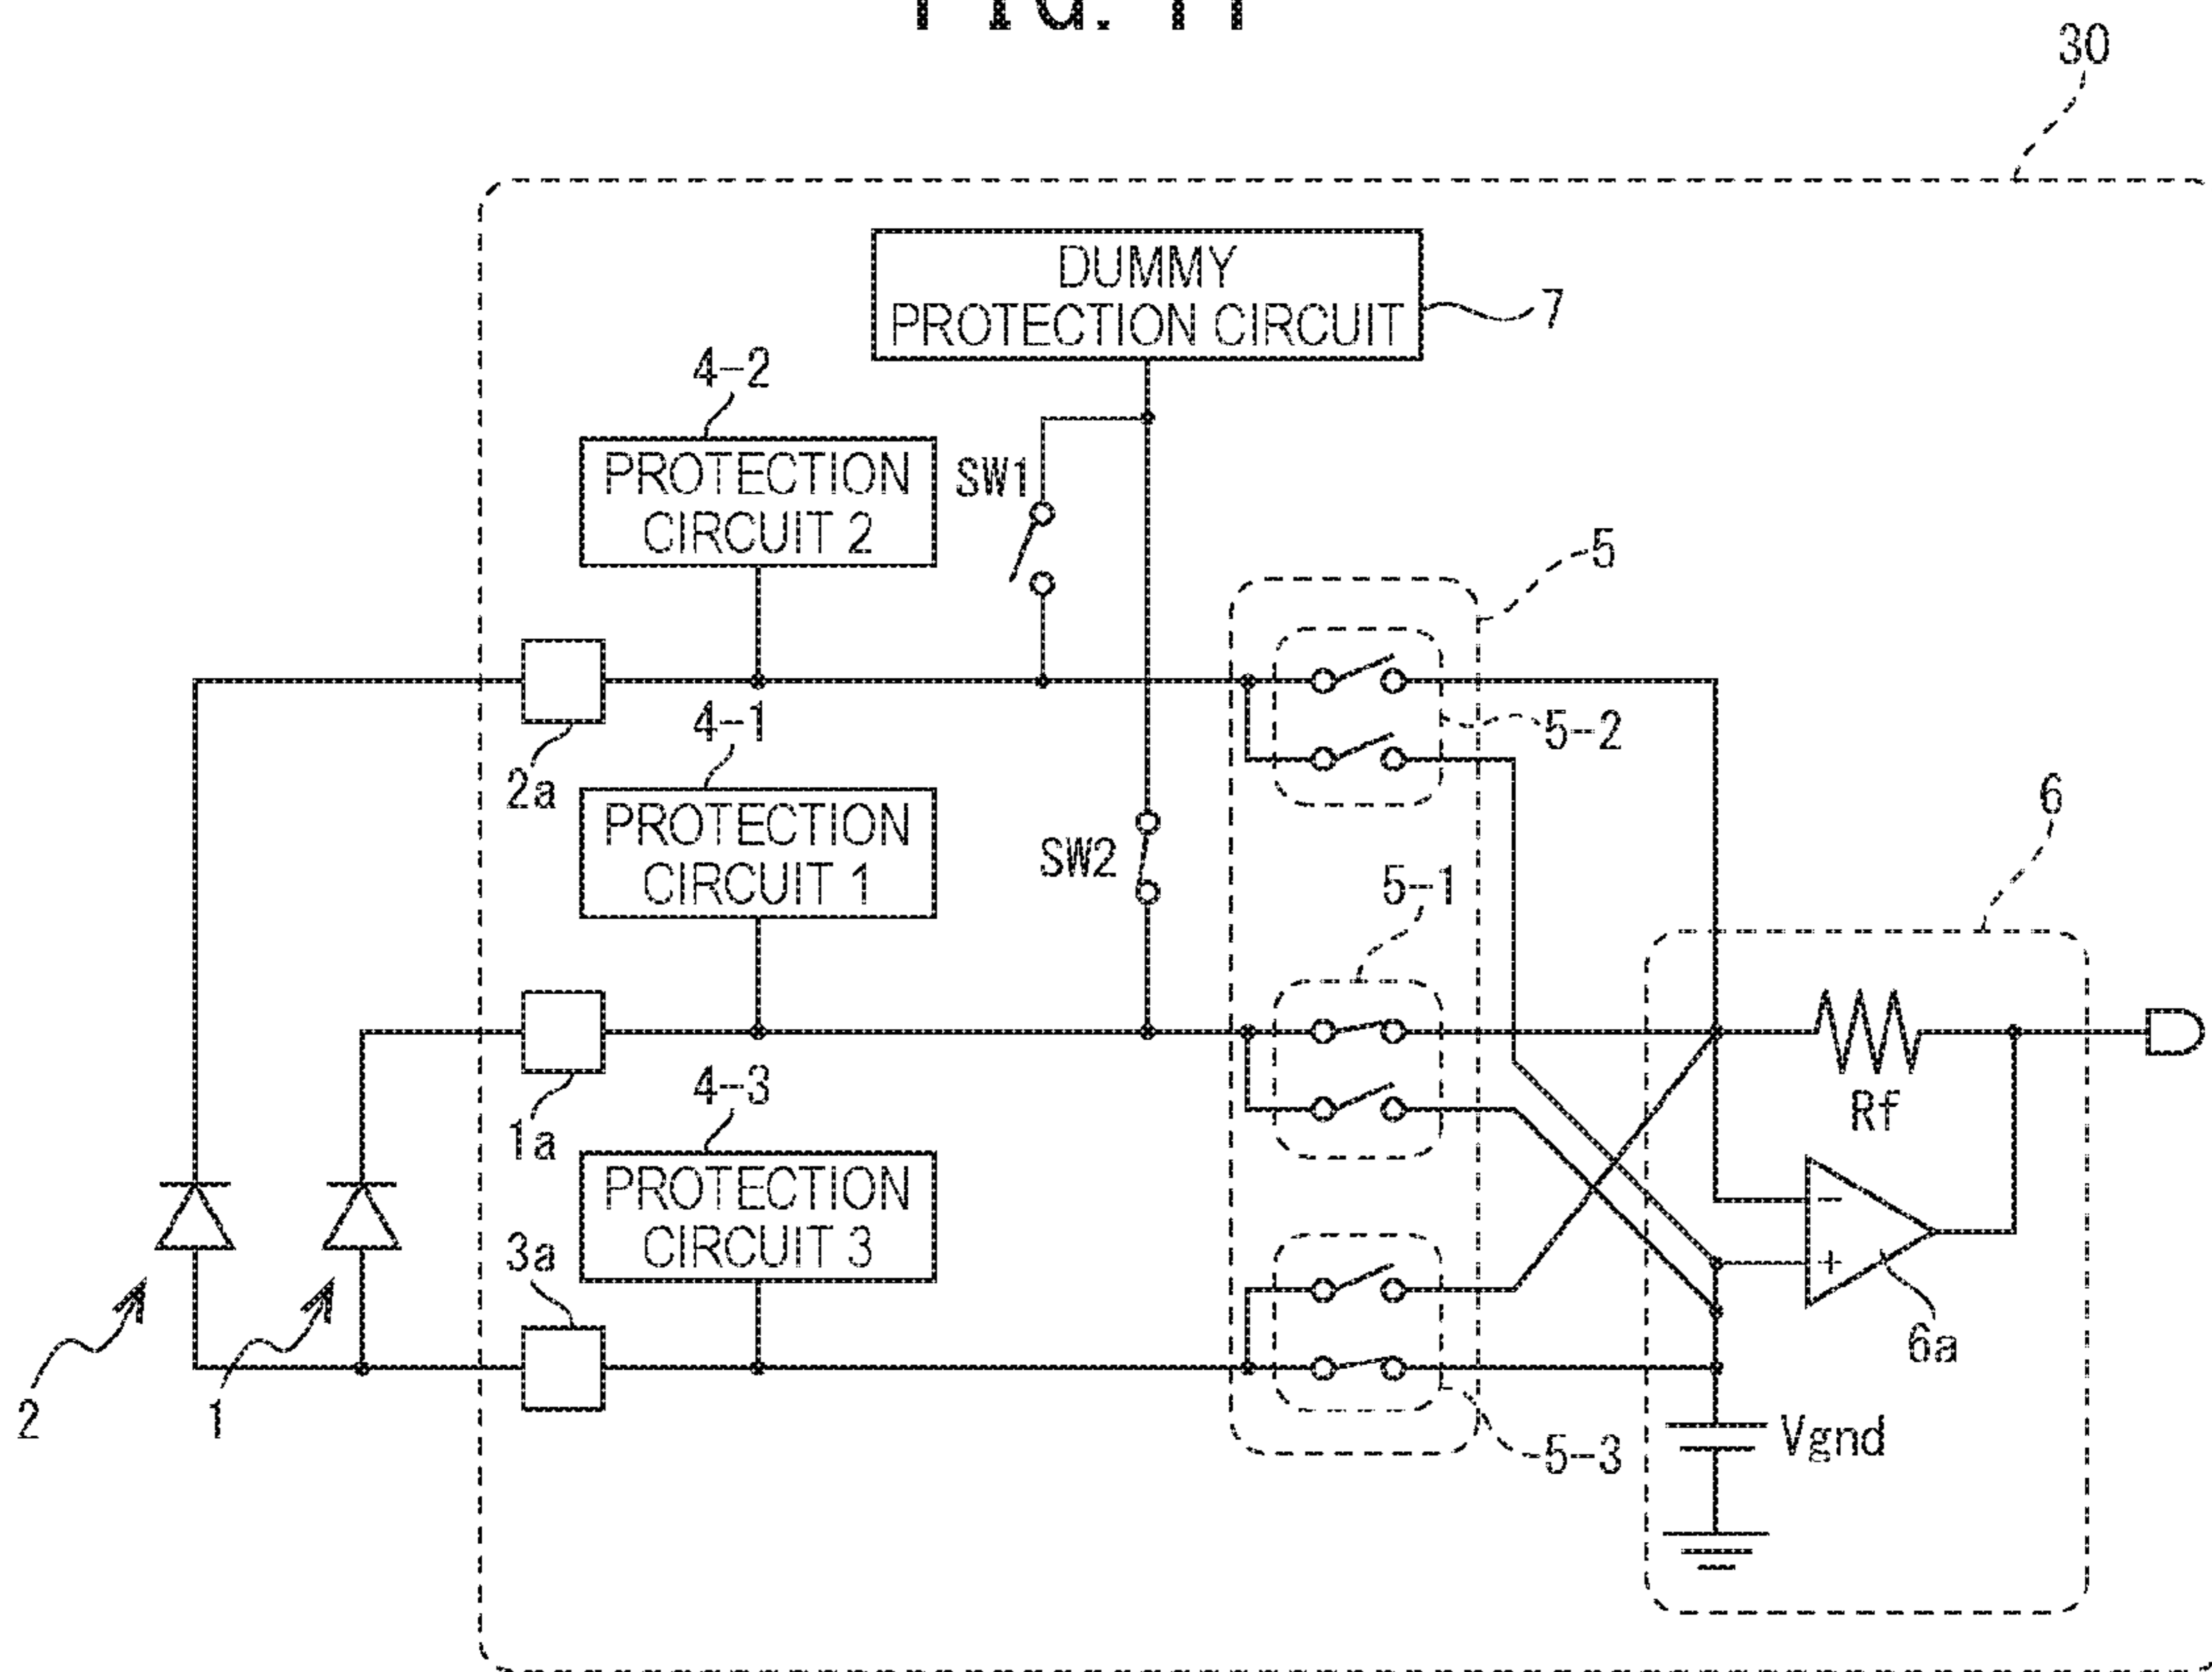 30
DUMMY
PROTECTION CIRCUIT
7
4-2
PROTECTION
CIRCUIT 2
SW1
5
2a
4-1
5-2
PROTECTION
CIRCUIT 1
SW2
6
5-1
1a
4-3
Rf
PROTECTION
CIRCUIT 3
3a
−
+
6a
2
1
5-3
Vgnd